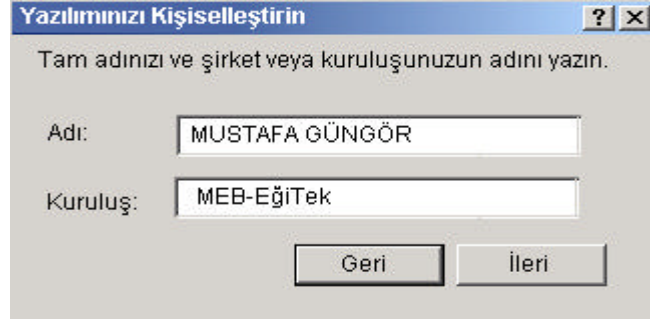 Yazılımınızı Kişiselleştirin
Tam adınızı ve şirket veya kuruluşunuzun adını yazın.
Adı: MUSTAFA GÜNGÖR
Kuruluş: MEB-EğiTek
Geri İleri